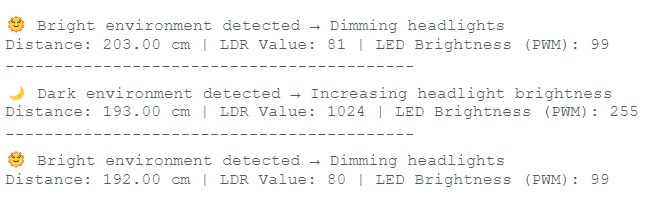 🌞 Bright environment detected → Dimming headlights
Distance: 203.00 cm | LDR Value: 81 | LED Brightness (PWM): 99
------------------------------------------
🌙 Dark environment detected → Increasing headlight brightness
Distance: 193.00 cm | LDR Value: 1024 | LED Brightness (PWM): 255
------------------------------------------
🌞 Bright environment detected → Dimming headlights
Distance: 192.00 cm | LDR Value: 80 | LED Brightness (PWM): 99